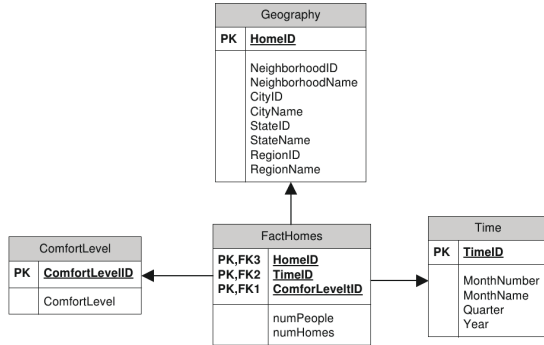 Geography
PK HomeID
NeighborhoodID
NeighborhoodName
CityID
CityName
StateID
StateName
RegionID
RegionName
ComfortLevel
PK ComfortLevelID
ComfortLevel
FactHomes
PK,FK3 HomeID
PK,FK2 TimeID
PK,FK1 ComforLeveltID
numPeople
numHomes
Time
PK TimeID
MonthNumber
MonthName
Quarter
Year